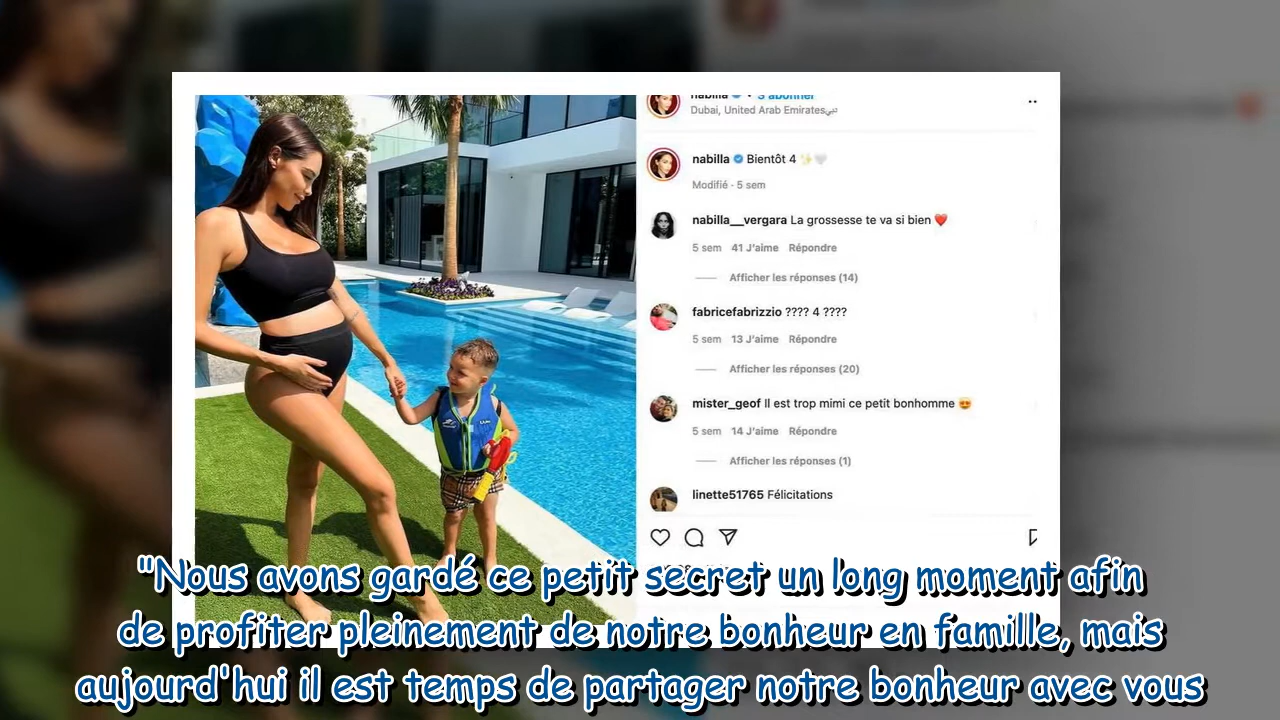 nabilla • S'abonner
Dubai, United Arab Emirates دبي
nabilla Bientôt 4 ✨🤍
Modifié · 5 sem
nabilla__vergara La grossesse te va si bien ❤️
5 sem 41 J'aime Répondre
Afficher les réponses (14)
fabricefabrizzio ???? 4 ????
5 sem 13 J'aime Répondre
Afficher les réponses (20)
mister_geof Il est trop mimi ce petit bonhomme 😍
5 sem 14 J'aime Répondre
Afficher les réponses (1)
linette51765 Félicitations
"Nous avons gardé ce petit secret un long moment afin
de profiter pleinement de notre bonheur en famille, mais
aujourd'hui il est temps de partager notre bonheur avec vous